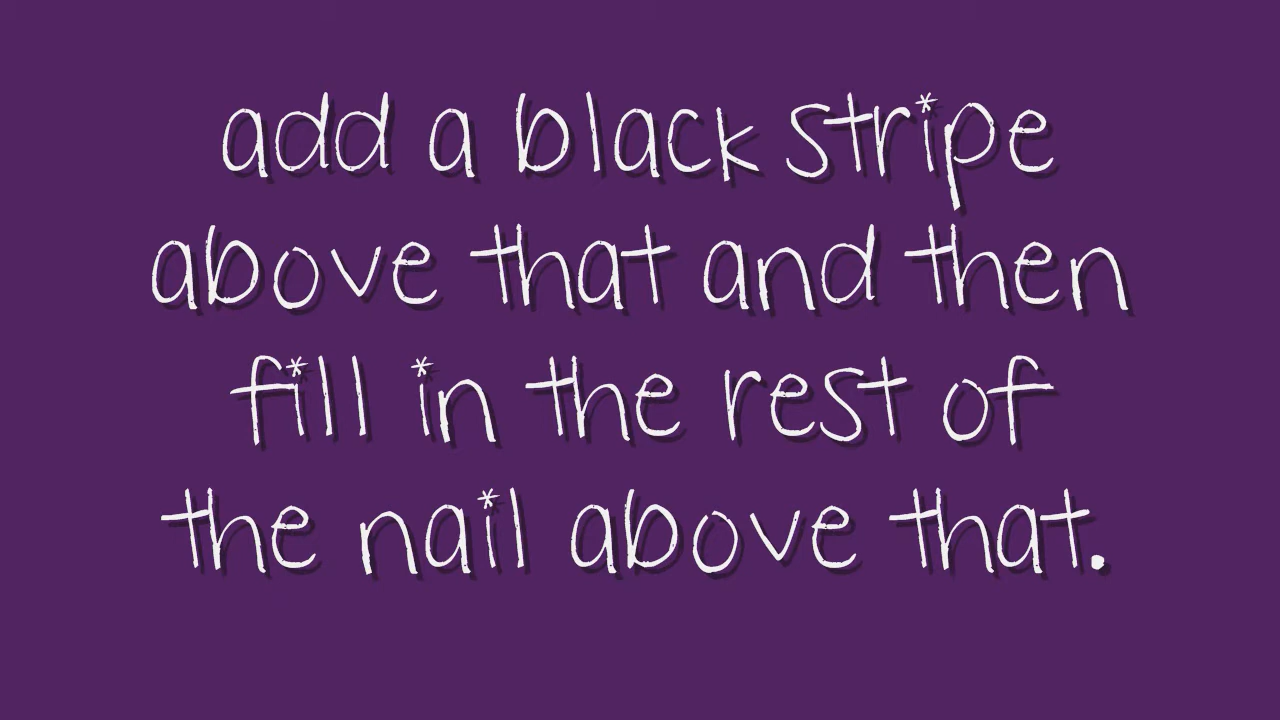 add a black stripe
above that and then
fill in the rest of
the nail above that.